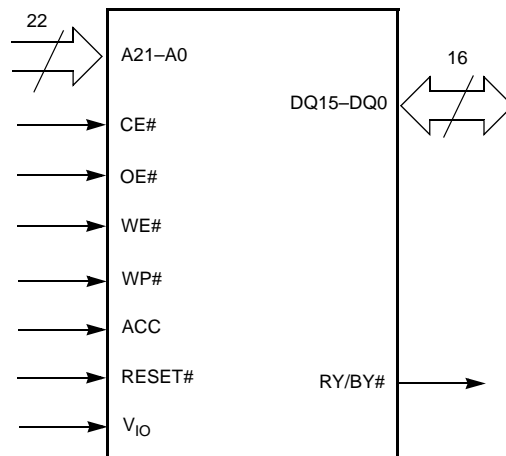 22
A21–A0
16
DQ15–DQ0
CE#
OE#
WE#
WP#
ACC
RESET#
RY/BY#
VIO